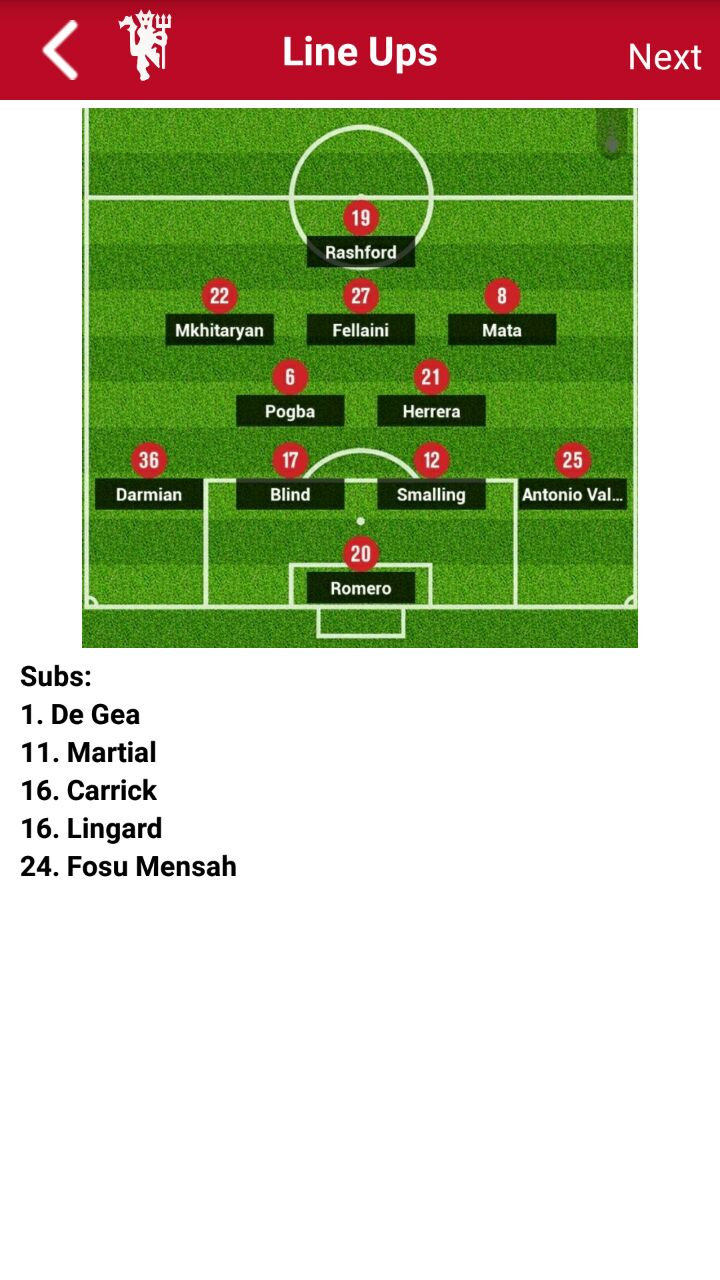 Line Ups
Next
19
Rashford
22 27 8
Mkhitaryan Fellaini Mata
6 21
Pogba Herrera
36 17 12 25
Darmian Blind Smalling Antonio Val...
20
Romero
Subs:
1. De Gea
11. Martial
16. Carrick
16. Lingard
24. Fosu Mensah